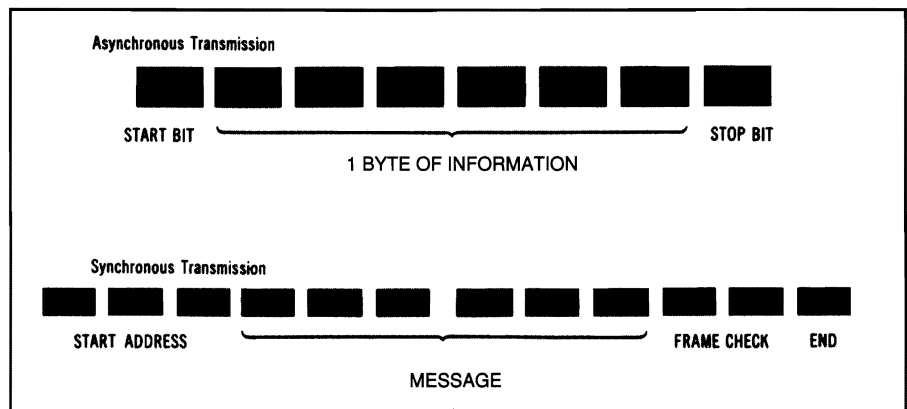 Asynchronous Transmission
START BIT STOP BIT
1 BYTE OF INFORMATION
Synchronous Transmission
START ADDRESS FRAME CHECK END
MESSAGE